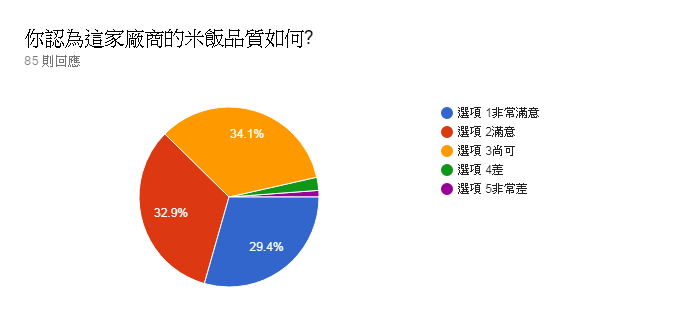 你認為這家廠商的米飯品質如何?
85 則回應
34.1%
32.9%
29.4%
選項 1非常滿意
選項 2滿意
選項 3尚可
選項 4差
選項 5非常差